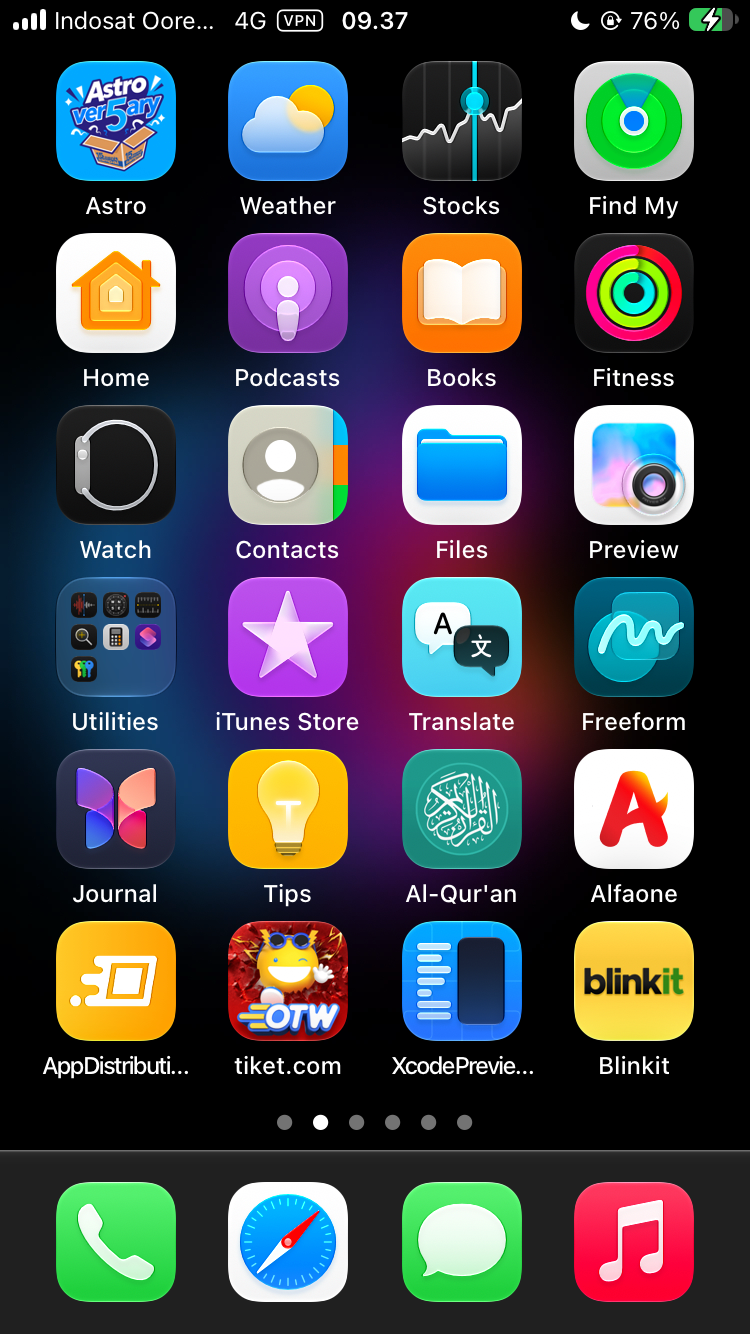 Indosat Oore... 4G VPN 09.37 76%
Astro
ver5ary
Astro Weather Stocks Find My
Home Podcasts Books Fitness
Watch Contacts Files Preview
A
文
Utilities iTunes Store Translate Freeform
القرآن الكريم
Journal Tips Al-Qur'an Alfaone
OTW
blinkit
AppDistributi... tiket.com XcodePrevie... Blinkit